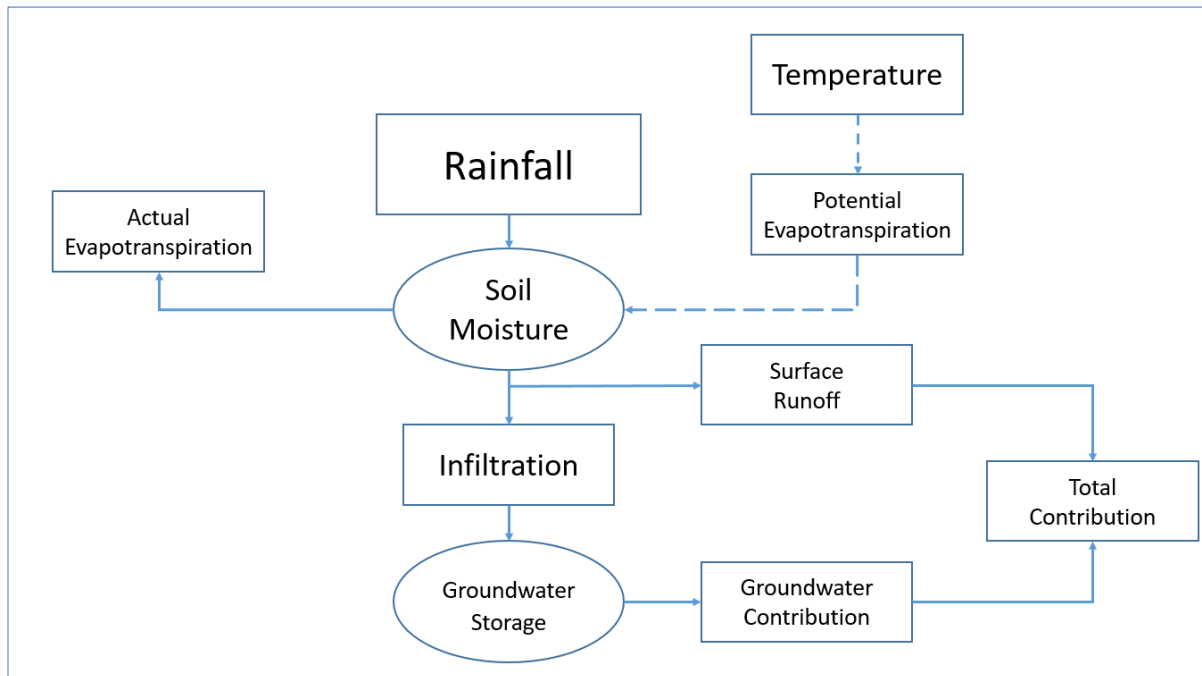 Temperature
Rainfall
Potential
Evapotranspiration
Actual
Evapotranspiration
Soil
Moisture
Surface
Runoff
Infiltration
Total
Contribution
Groundwater
Storage
Groundwater
Contribution